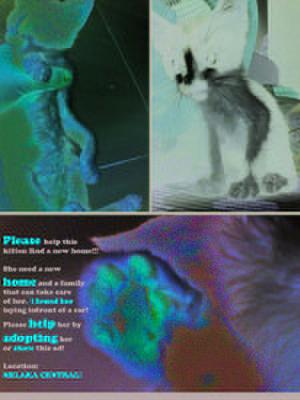 Please help this
kitten find a new home!!!
She need a new
home and a family
that can take care
of her. I found her
laying infront of a car!
Please help her by
adopting her
or share this ad!
Location:
MELAKA CENTRAL!